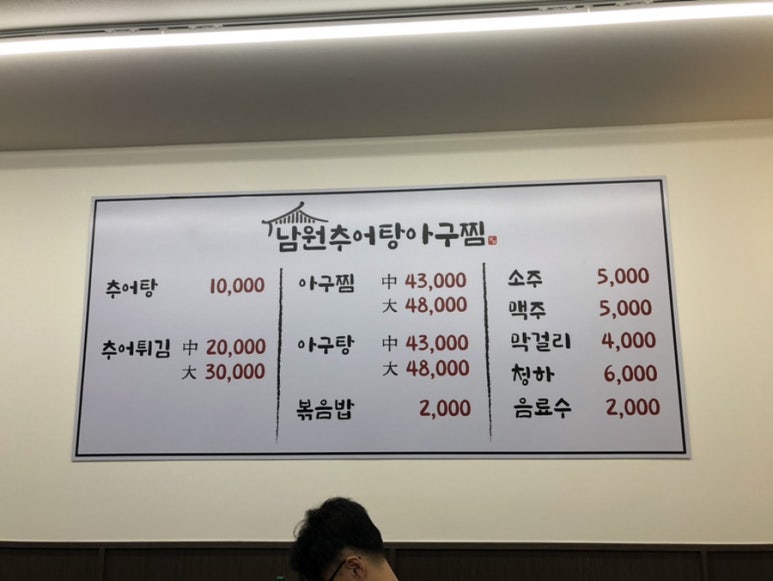 남원추어탕아구찜
추어탕 10,000
추어튀김 中 20,000
大 30,000
아구찜 中 43,000
大 48,000
아구탕 中 43,000
大 48,000
볶음밥 2,000
소주 5,000
맥주 5,000
막걸리 4,000
청하 6,000
음료수 2,000